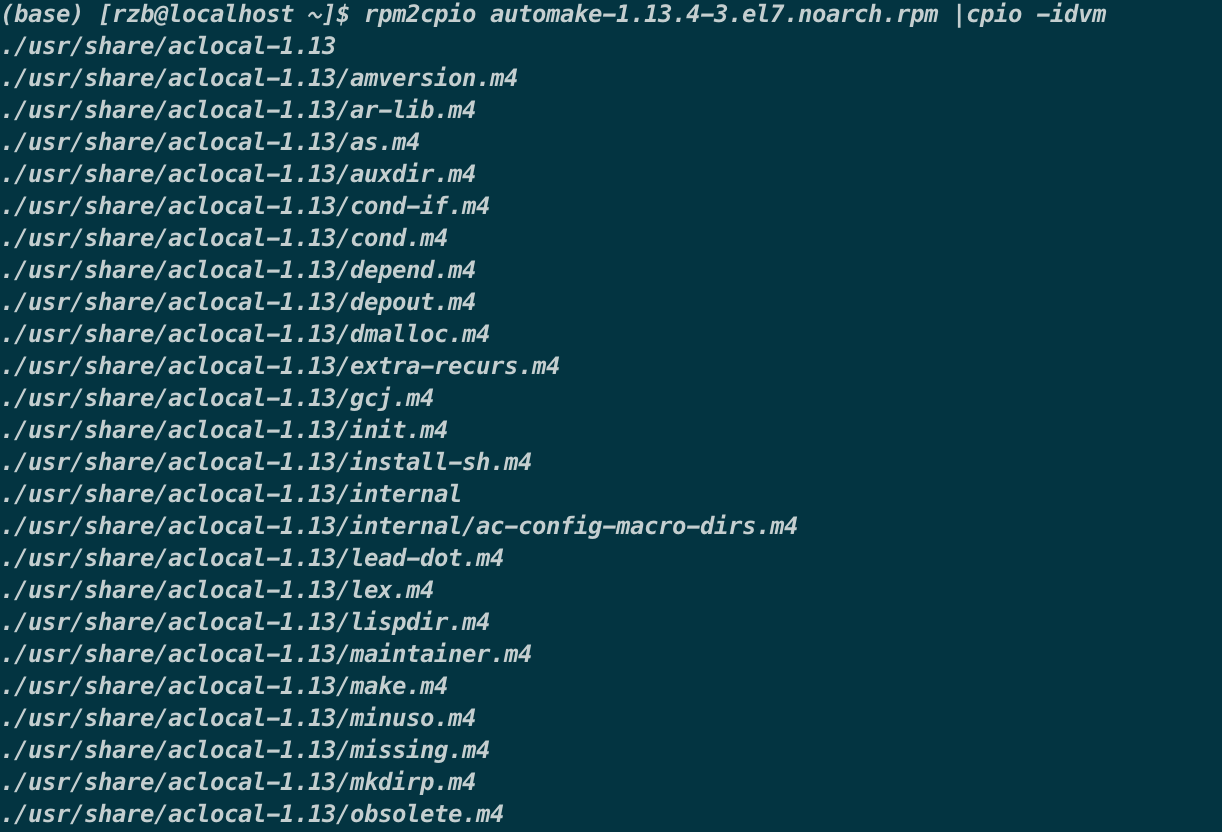 (base) [rzb@localhost ~]$ rpm2cpio automake-1.13.4-3.el7.noarch.rpm |cpio -idvm
./usr/share/aclocal-1.13
./usr/share/aclocal-1.13/amversion.m4
./usr/share/aclocal-1.13/ar-lib.m4
./usr/share/aclocal-1.13/as.m4
./usr/share/aclocal-1.13/auxdir.m4
./usr/share/aclocal-1.13/cond-if.m4
./usr/share/aclocal-1.13/cond.m4
./usr/share/aclocal-1.13/depend.m4
./usr/share/aclocal-1.13/depout.m4
./usr/share/aclocal-1.13/dmalloc.m4
./usr/share/aclocal-1.13/extra-recurs.m4
./usr/share/aclocal-1.13/gcj.m4
./usr/share/aclocal-1.13/init.m4
./usr/share/aclocal-1.13/install-sh.m4
./usr/share/aclocal-1.13/internal
./usr/share/aclocal-1.13/internal/ac-config-macro-dirs.m4
./usr/share/aclocal-1.13/lead-dot.m4
./usr/share/aclocal-1.13/lex.m4
./usr/share/aclocal-1.13/lispdir.m4
./usr/share/aclocal-1.13/maintainer.m4
./usr/share/aclocal-1.13/make.m4
./usr/share/aclocal-1.13/minuso.m4
./usr/share/aclocal-1.13/missing.m4
./usr/share/aclocal-1.13/mkdirp.m4
./usr/share/aclocal-1.13/obsolete.m4